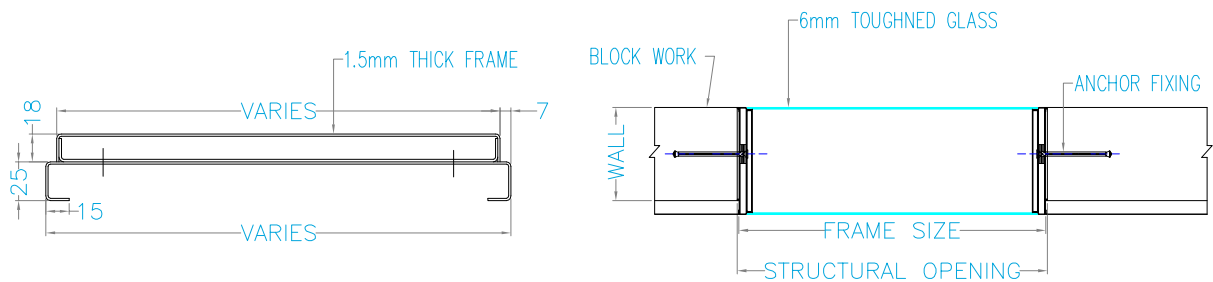 1.5mm THICK FRAME
VARIES
7
18
25
15
VARIES
6mm TOUGHNED GLASS
BLOCK WORK
ANCHOR FIXING
WALL
FRAME SIZE
STRUCTURAL OPENING